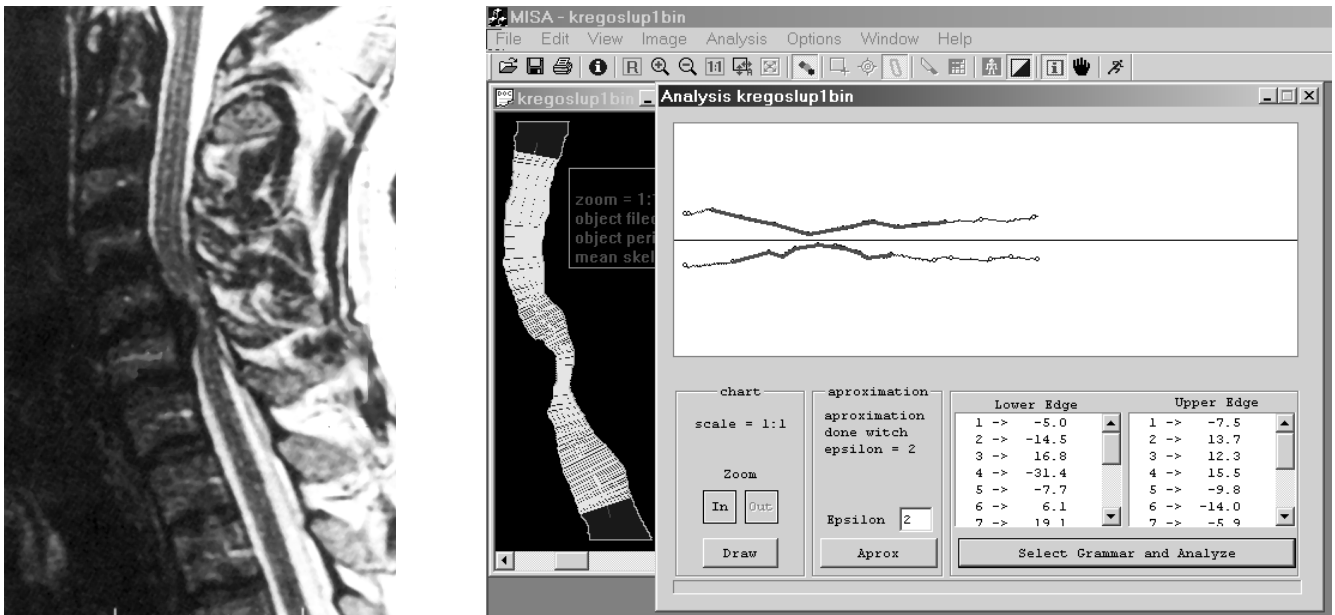 MISA - kregoslup1bin
File Edit View Image Analysis Options Window Help
R 1:1
DOC kregoslup1bin
Analysis kregoslup1bin
zoom = 1:
object
object peri
mean skel
chart
scale = 1:1
Zoom
In Out
Draw
aproximation
aproximation
done witch
epsilon = 2
Epsilon 2
Aprox
Lower Edge
1 -> -5.0
2 -> -14.5
3 -> 16.8
4 -> -31.4
5 -> -7.7
6 -> 6.1
7 -> 19.1
Upper Edge
1 -> -7.5
2 -> 13.7
3 -> 12.3
4 -> 15.5
5 -> -9.8
6 -> -14.0
7 -> -5.9
Select Grammar and Analyze